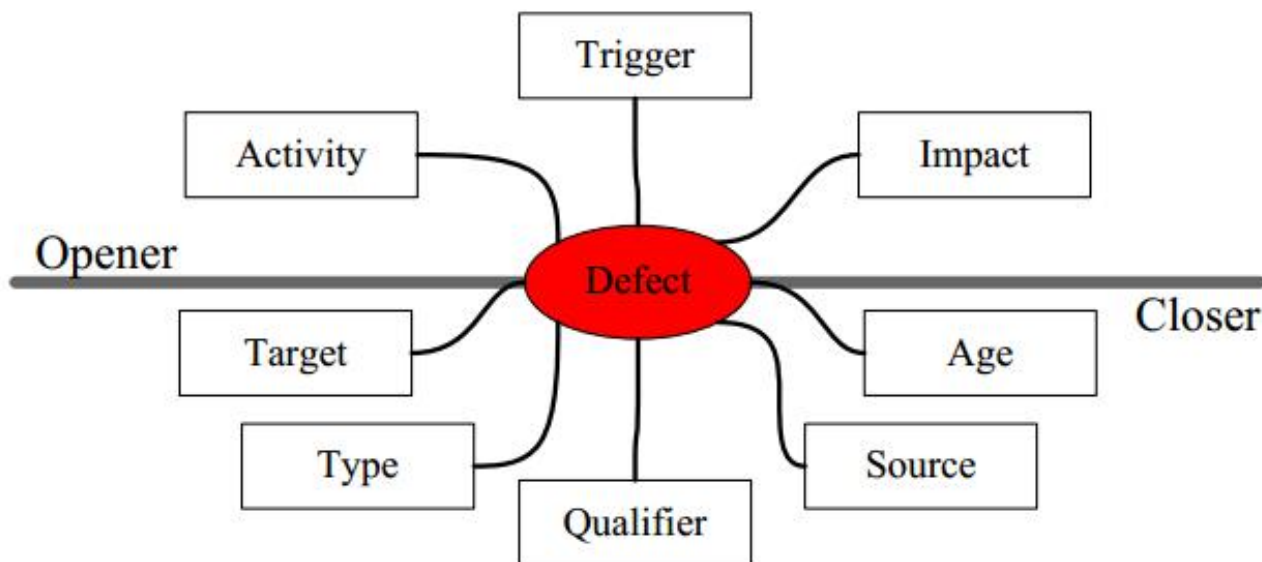 Trigger
Activity
Impact
Opener
Defect
Closer
Target
Age
Type
Source
Qualifier